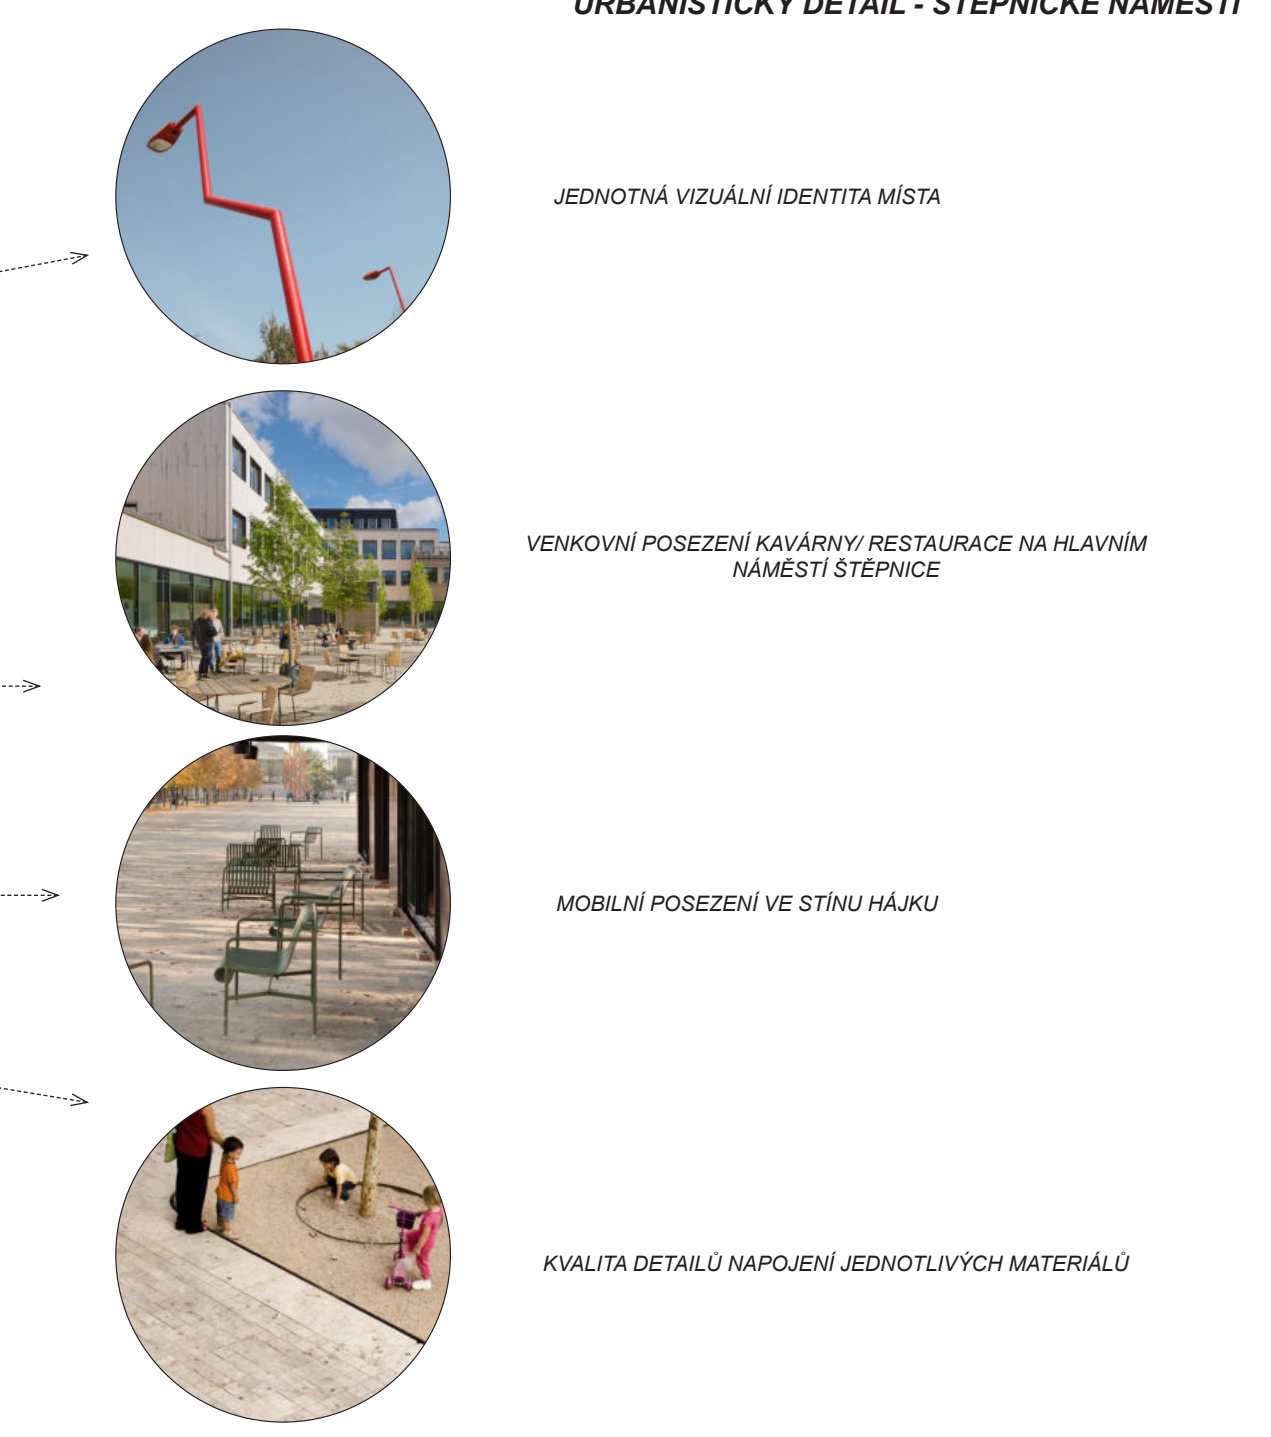 URBANISTICKÝ DETAIL - ŠTĚPNICKÉ NÁMĚSTÍ
JEDNOTNÁ VIZUÁLNÍ IDENTITA MÍSTA
VENKOVNÍ POSEZENÍ KAVÁRNY/ RESTAURACE NA HLAVNÍM
NÁMĚSTÍ ŠTĚPNICE
MOBILNÍ POSEZENÍ VE STÍNU HÁJKU
KVALITA DETAILŮ NAPOJENÍ JEDNOTLIVÝCH MATERIÁLŮ